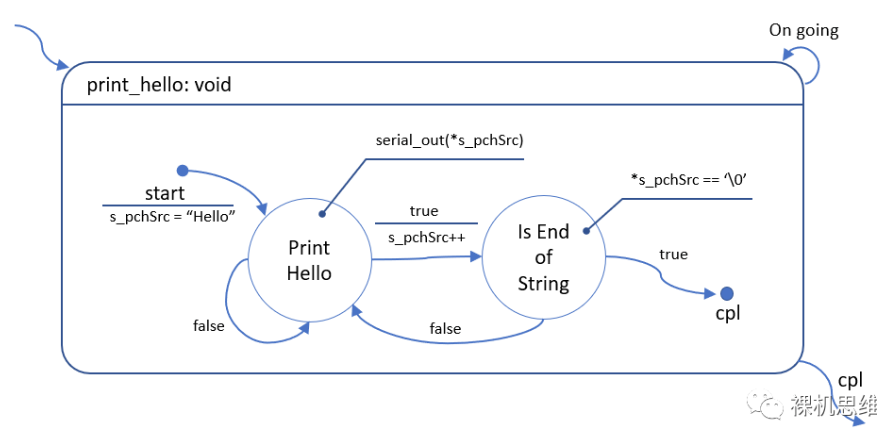 On going
print_hello: void
serial_out(*s_pchSrc)
*s_pchSrc == ‘\0’
start
s_pchSrc = “Hello”
true
s_pchSrc++
Print
Hello
Is End
of
String
true
cpl
false
false
cpl
裸机思维